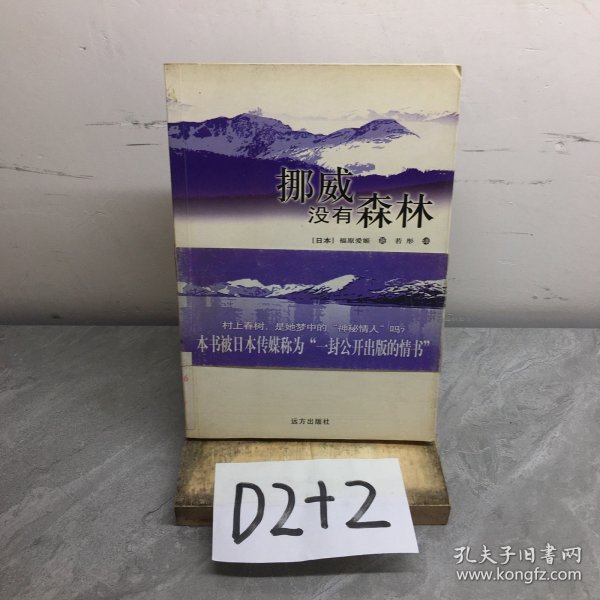 挪威
没有森林
[日本] 福原爱姬 著 若彤 译
村上春树，是她梦中的“神秘情人”吗？
本书被日本传媒称为“一封公开出版的情书”
远方出版社
D2+2
孔夫子旧书网
www.kongfz.com